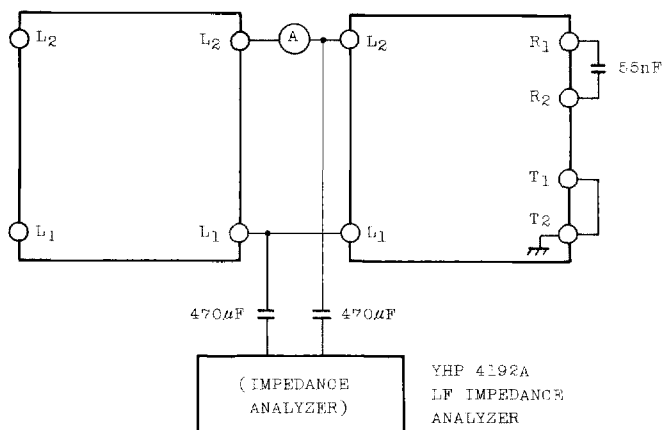 L2
L2
A
L2
R1
55nF
R2
T1
L1
L1
L1
T2
470μF
470μF
(IMPEDANCE
ANALYZER)
YHP 4192A
LF IMPEDANCE
ANALYZER